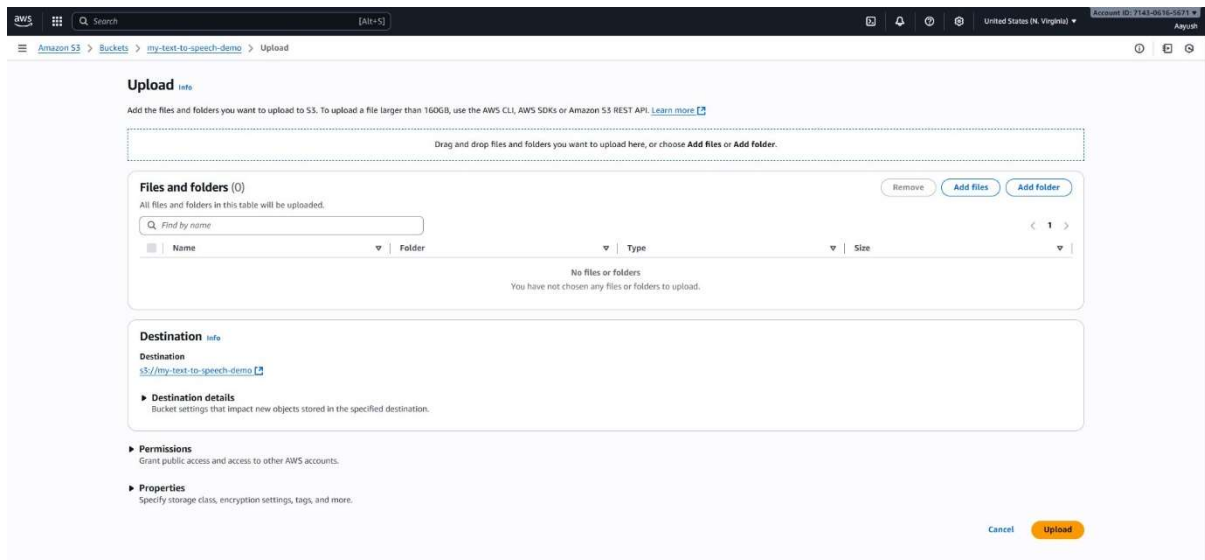 aws Search [Alt+S] United States (N. Virginia) Account ID: 7143-0616-5671
Aayush
Amazon S3 > Buckets > my-text-to-speech-demo > Upload
Upload Info
Add the files and folders you want to upload to S3. To upload a file larger than 160GB, use the AWS CLI, AWS SDKs or Amazon S3 REST API. Learn more
Drag and drop files and folders you want to upload here, or choose Add files or Add folder.
Files and folders (0) Remove Add files Add folder
All files and folders in this table will be uploaded.
Find by name < 1 >
Name Folder Type Size
No files or folders
You have not chosen any files or folders to upload.
Destination Info
Destination
s3://my-text-to-speech-demo
Destination details
Bucket settings that impact new objects stored in the specified destination.
Permissions
Grant public access and access to other AWS accounts.
Properties
Specify storage class, encryption settings, tags, and more.
Cancel Upload